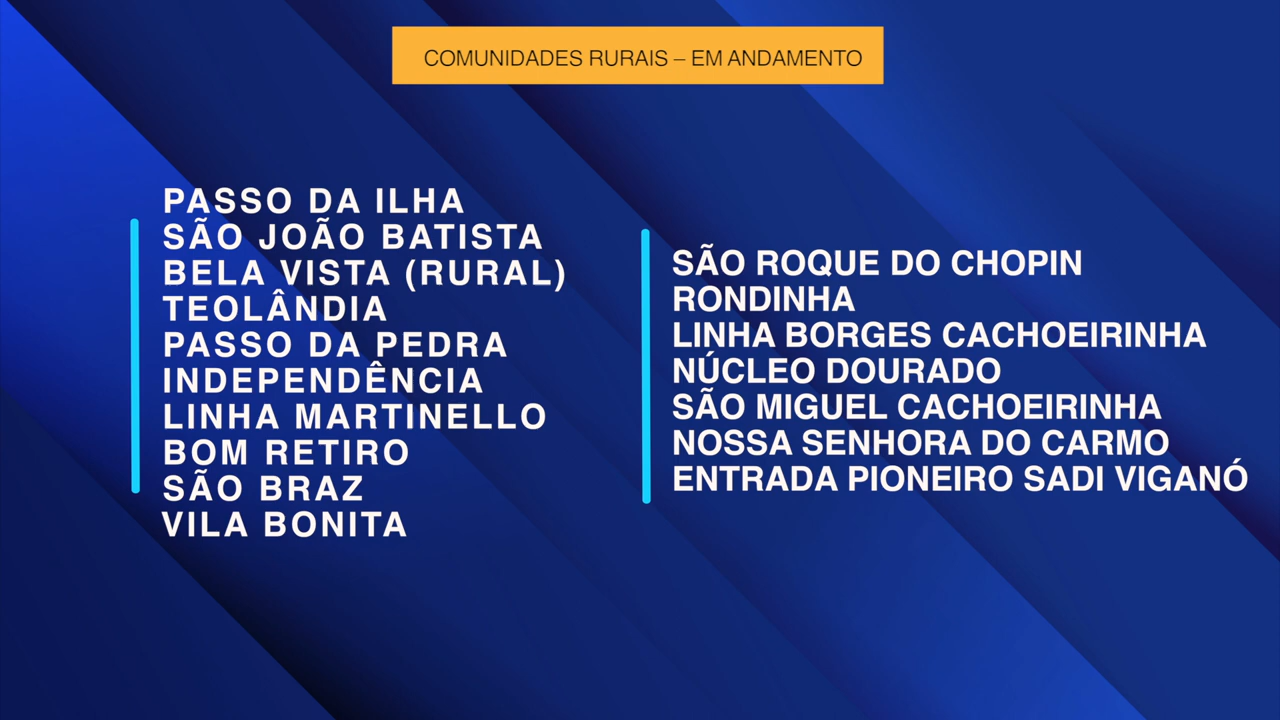 COMUNIDADES RURAIS – EM ANDAMENTO
PASSO DA ILHA
SÃO JOÃO BATISTA
BELA VISTA (RURAL)
TEOLÂNDIA
PASSO DA PEDRA
INDEPENDÊNCIA
LINHA MARTINELLO
BOM RETIRO
SÃO BRAZ
VILA BONITA
SÃO ROQUE DO CHOPIN
RONDINHA
LINHA BORGES CACHOEIRINHA
NÚCLEO DOURADO
SÃO MIGUEL CACHOEIRINHA
NOSSA SENHORA DO CARMO
ENTRADA PIONEIRO SADI VIGANÓ